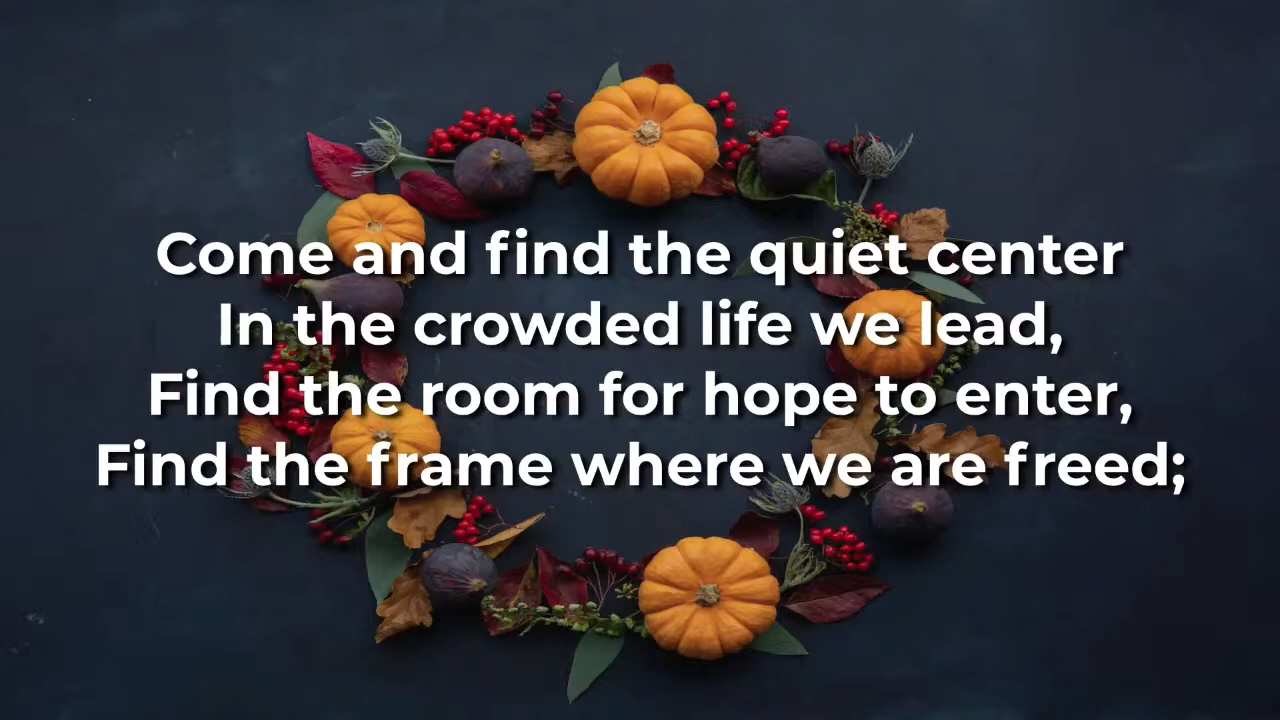 Come and find the quiet center
In the crowded life we lead,
Find the room for hope to enter,
Find the frame where we are freed;